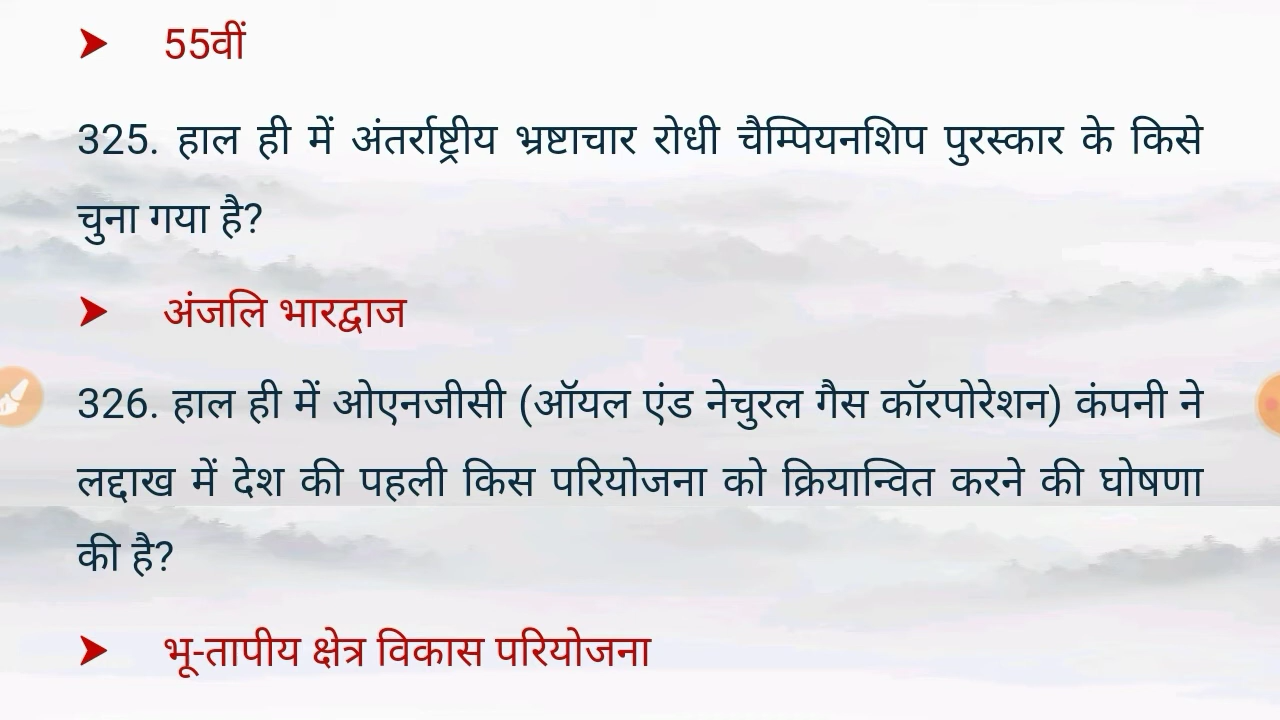 ➤ 55वीं
325. हाल ही में अंतर्राष्ट्रीय भ्रष्टाचार रोधी चैम्पियनशिप पुरस्कार के किसे
चुना गया है?
➤ अंजलि भारद्वाज
326. हाल ही में ओएनजीसी (ऑयल एंड नेचुरल गैस कॉरपोरेशन) कंपनी ने
लद्दाख में देश की पहली किस परियोजना को क्रियान्वित करने की घोषणा
की है?
➤ भू-तापीय क्षेत्र विकास परियोजना